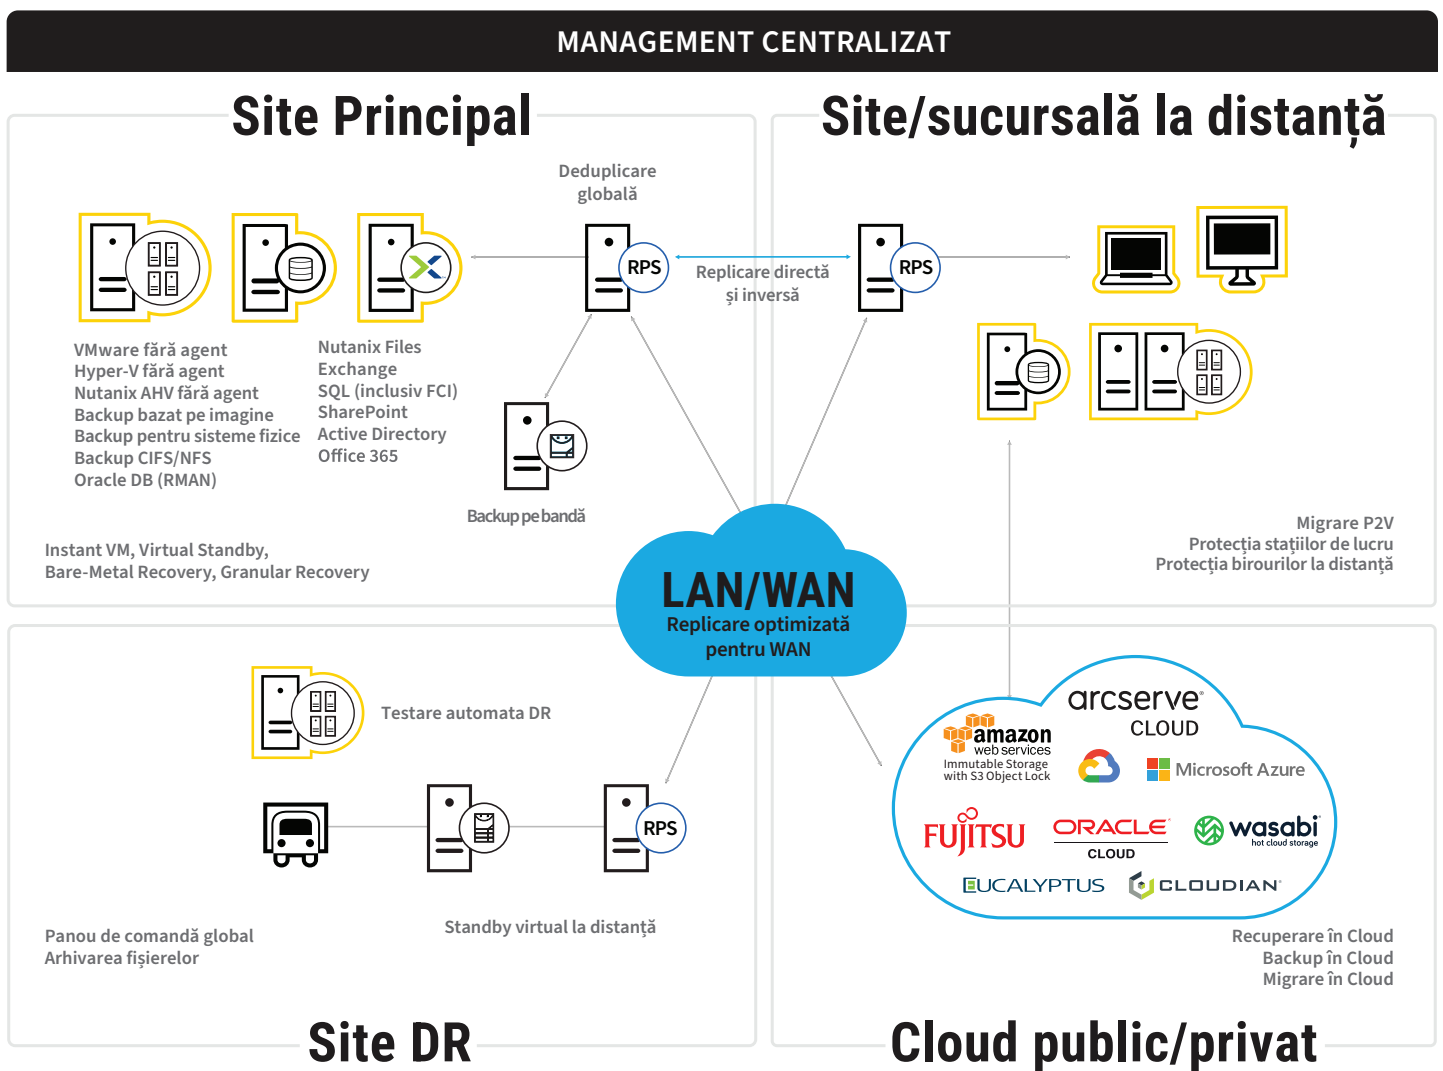 MANAGEMENT CENTRALIZAT
Site Principal
Deduplicare
globală
RPS
Replicare directă
și inversă
VMware fără agent
Hyper-V fără agent
Nutanix AHV fără agent
Backup bazat pe imagine
Backup pentru sisteme fizice
Backup CIFS/NFS
Oracle DB (RMAN)
Nutanix Files
Exchange
SQL (inclusiv FCI)
SharePoint
Active Directory
Office 365
Backup pe bandă
Instant VM, Virtual Standby,
Bare-Metal Recovery, Granular Recovery
Site/sucursală la distanță
RPS
Migrare P2V
Protecția stațiilor de lucru
Protecția birourilor la distanță
LAN/WAN
Replicare optimizată
pentru WAN
Testare automata DR
RPS
Standby virtual la distanță
Panou de comandă global
Arhivarea fișierelor
Site DR
arcserve®
CLOUD
amazon
web services
Immutable Storage
with S3 Object Lock
Microsoft Azure
FUJITSU
ORACLE
CLOUD
wasabi
hot cloud storage
EUCALYPTUS
CLOUDIAN
Recuperare în Cloud
Backup în Cloud
Migrare în Cloud
Cloud public/privat